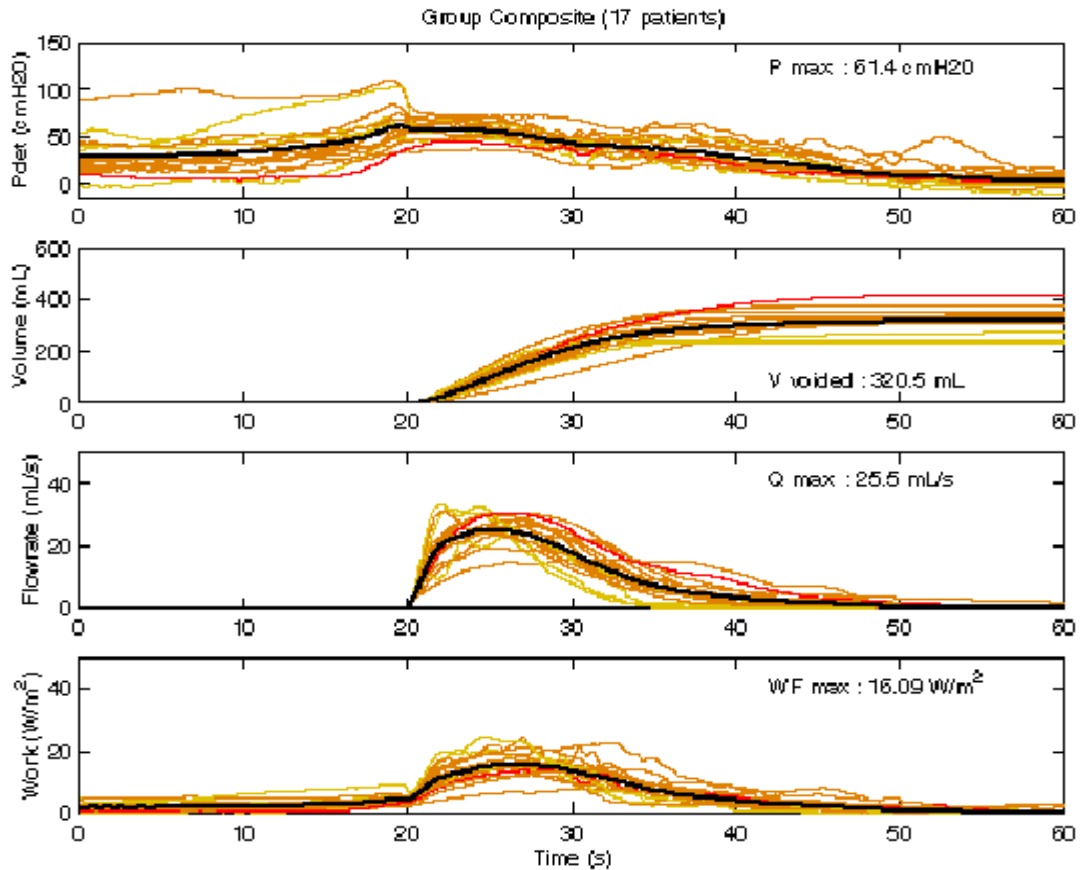 Group Composite (17 patients)
150
100
50
0
Pdet (cmH20)
P max : 61.4 cmH20
0 10 20 30 40 50 60
600
400
200
0
Volume (mL)
V voided : 320.5 mL
0 10 20 30 40 50 60
40
20
0
Flowrate (mL/s)
Q max : 25.5 mL/s
0 10 20 30 40 50 60
40
20
0
Work (W/m²)
WF max : 16.09 W/m²
0 10 20 30 40 50 60
Time (s)